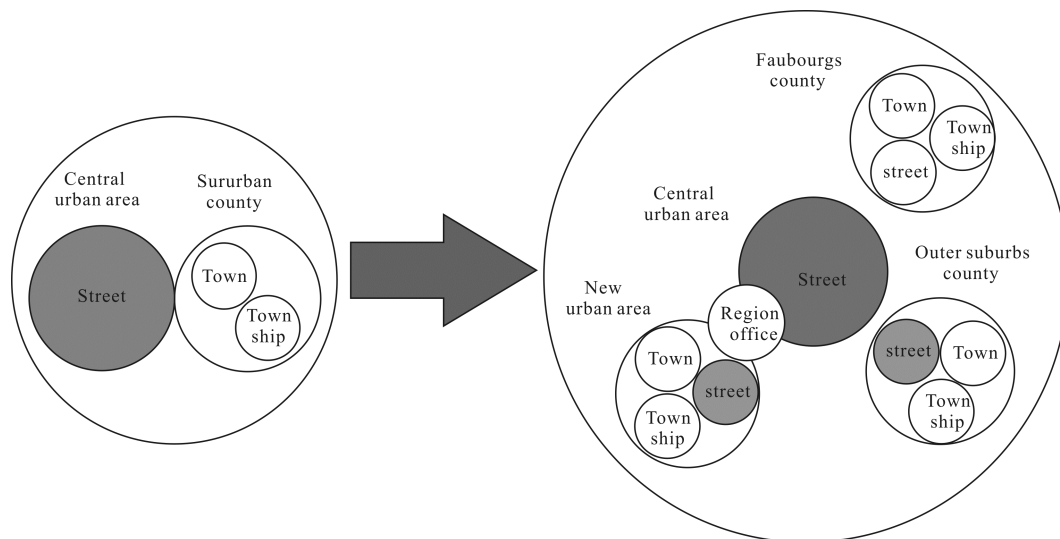 Central
urban area
Sururban
county
Street
Town
Town
ship
Faubourgs
county
Town
Town
ship
street
Central
urban area
Street
Outer suburbs
county
street
Town
Town
ship
New
urban area
Region
office
Town
street
Town
ship